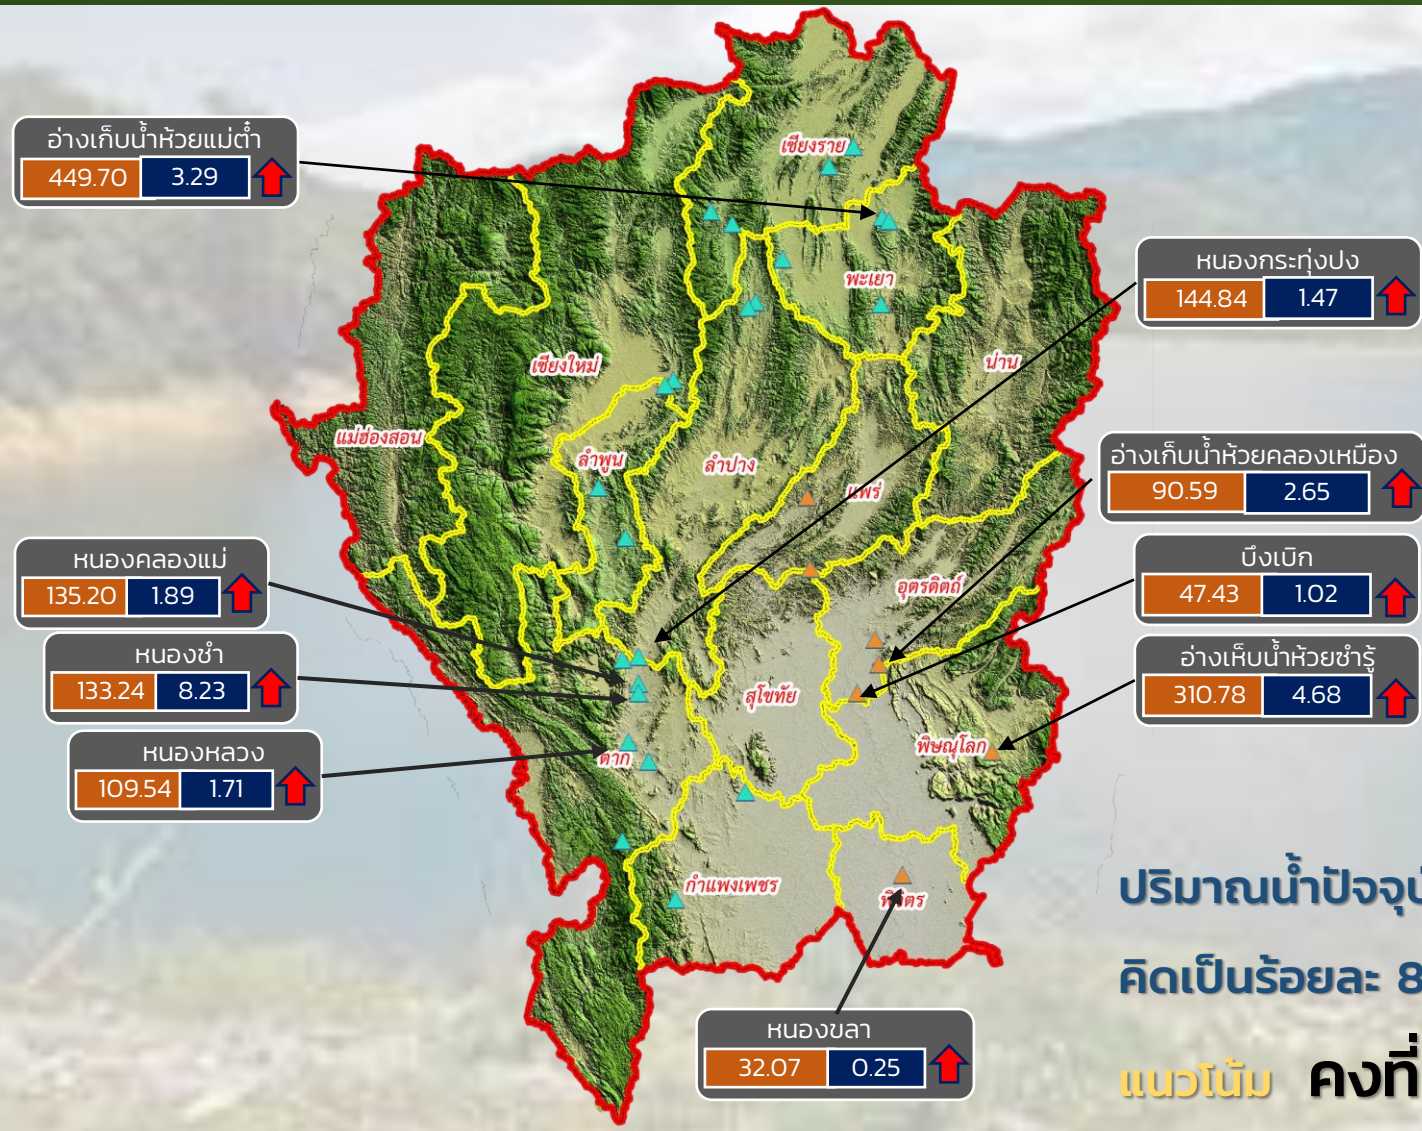 อ่างเก็บน้ำห้วยแม่ต๋ำ
449.70 3.29
เชียงราย
หนองกระทุ่งปง
144.84 1.47
พะเยา
น่าน
เชียงใหม่
แม่ฮ่องสอน
ลำพูน
ลำปาง
แพร่
อ่างเก็บน้ำห้วยคลองเหมือง
90.59 2.65
หนองคลองแม่
135.20 1.89
บึงเบิก
47.43 1.02
อุตรดิตถ์
หนองชำ
133.24 8.23
อ่างเห็บน้ำห้วยซำรู้
310.78 4.68
สุโขทัย
พิษณุโลก
หนองหลวง
109.54 1.71
ตาก
กำแพงเพชร
หนองขลา
32.07 0.25
ปริมาณน้ำ
คิดเป็นร้อยละ 8
แนวโน้ม คงที่